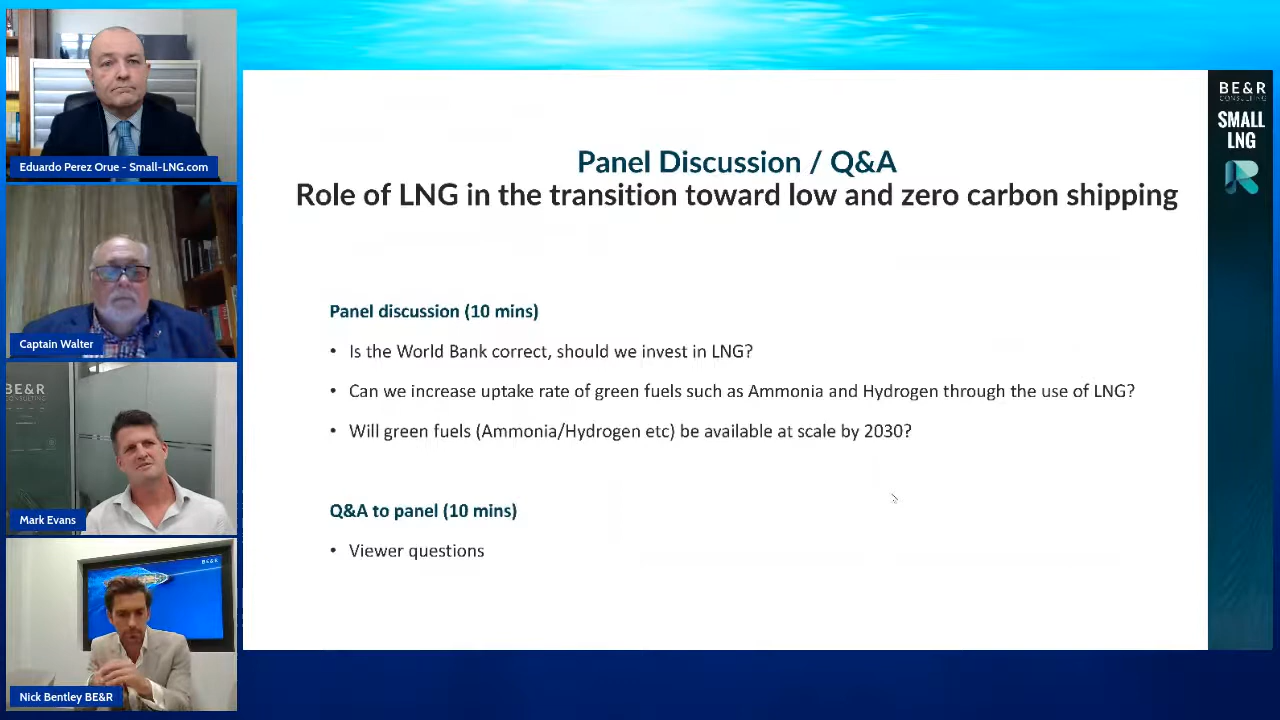 Eduardo Perez Orue - Small-LNG.com
Captain Walter
BE&R
CONSULTING
Mark Evans
BE&R
Nick Bentley BE&R
Panel Discussion / Q&A
Role of LNG in the transition toward low and zero carbon shipping
Panel discussion (10 mins)
• Is the World Bank correct, should we invest in LNG?
• Can we increase uptake rate of green fuels such as Ammonia and Hydrogen through the use of LNG?
• Will green fuels (Ammonia/Hydrogen etc) be available at scale by 2030?
Q&A to panel (10 mins)
• Viewer questions
BE&R
CONSULTING
SMALL
LNG